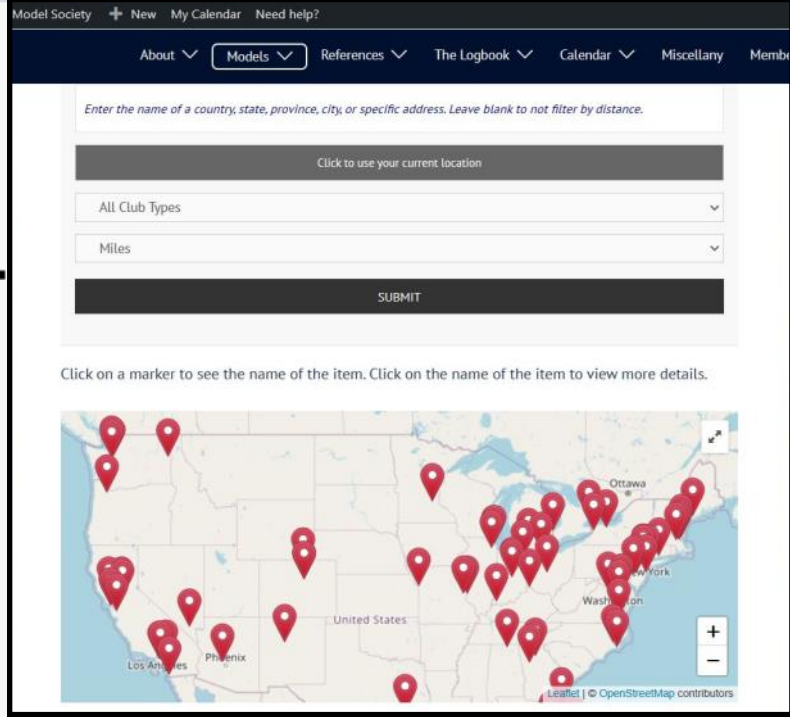 Model Society + New My Calendar Need help?
About Models References The Logbook Calendar Miscellany
Enter the name of a country, state, province, city, or specific address. Leave blank to not filter by distance.
Click to use your current location
All Club Types
Miles
SUBMIT
Click on a marker to see the name of the item. Click on the name of the item to view more details.
Ottawa
New York
Washington
United States
+
Los Angeles
Phoenix
−
Leaflet | © OpenStreetMap contributors